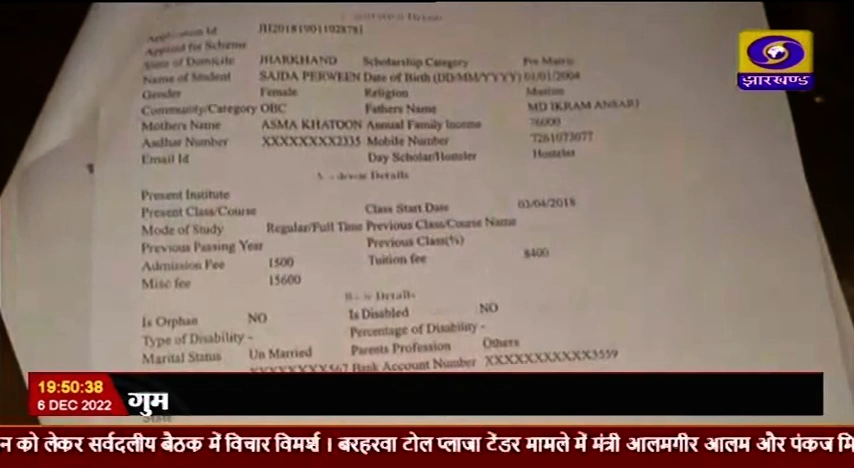 Application Id JH201819011028781
Applied for Scheme
State of Domicile JHARKHAND Scholarship Category Pre Matric
Name of Student SAJDA PERWEEN Date of Birth (DD/MM/YYYY) 01/01/2004
Gender Female Religion Muslim
Community/Category OBC Fathers Name MD IKRAM ANSARI
Mothers Name ASMA KHATOON Annual Family Income 76000
Aadhar Number XXXXXXXX2335 Mobile Number 7261073077
Email Id Day Scholar/Hosteler Hosteler
Details
Present Institute
Present Class/Course Class Start Date 03/04/2018
Mode of Study Regular/Full Time Previous Class/Course Name
Previous Passing Year Previous Class(%)
Admission Fee 1500 Tuition fee 8400
Misc fee 15600
Details
Is Orphan NO Is Disabled NO
Type of Disability - Percentage of Disability -
Marital Status Un Married Parents Profession Others
Bank Account Number XXXXXXXXXXX3559
झारखण्ड
19:50:38
6 DEC 2022
गुम
न को लेकर सर्वदलीय बैठक में विचार विमर्श । बरहरवा टोल प्लाजा टेंडर मामले में मंत्री आलमगीर आलम और पंकज मि